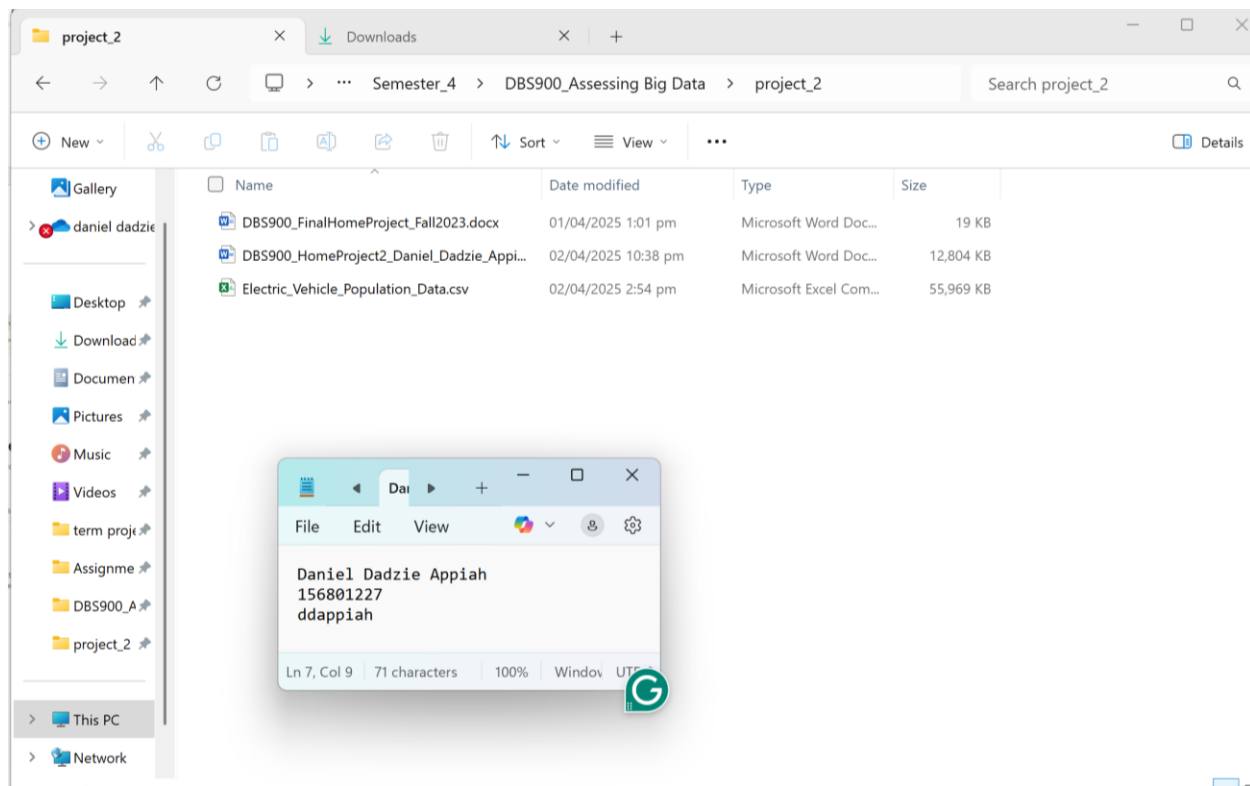 project_2
Downloads
Semester_4 > DBS900_Assessing Big Data > project_2
Search project_2
New
Sort
View
Details
Gallery
daniel dadzie
Desktop
Download
Documen
Pictures
Music
Videos
term proje
Assignme
DBS900_A
project_2
This PC
Network
Name Date modified Type Size
DBS900_FinalHomeProject_Fall2023.docx 01/04/2025 1:01 pm Microsoft Word Doc... 19 KB
DBS900_HomeProject2_Daniel_Dadzie_Appi... 02/04/2025 10:38 pm Microsoft Word Doc... 12,804 KB
Electric_Vehicle_Population_Data.csv 02/04/2025 2:54 pm Microsoft Excel Com... 55,969 KB
Dai
File Edit View
Daniel Dadzie Appiah
156801227
ddappiah
Ln 7, Col 9 71 characters 100% Window
G